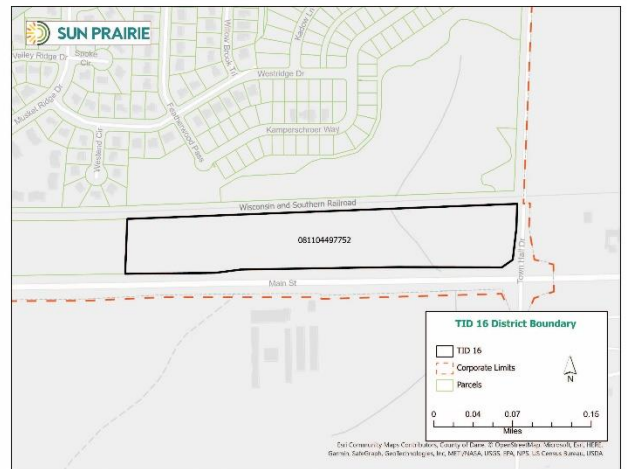 SUN PRAIRIE
Valley Ridge Dr
Spoke
Cir
Musket Ridge Dr
Westland Cir
Willow Brook Trl
Kadow Ln
Westridge Dr
Featherwood Pass
Kamperschroer Way
Wisconsin and Southern Railroad
081104497752
Main St
Town Hall Dr
TID 16 District Boundary
TID 16
Corporate Limits
Parcels
N
0 0.04 0.07 0.16
Miles
Esri Community Maps Contributors, County of Dane, © OpenStreetMap, Microsoft, Esri, HERE,
Garmin, SafeGraph, GeoTechnologies, Inc, METI/NASA, USGS, EPA, NPS, US Census Bureau, USDA